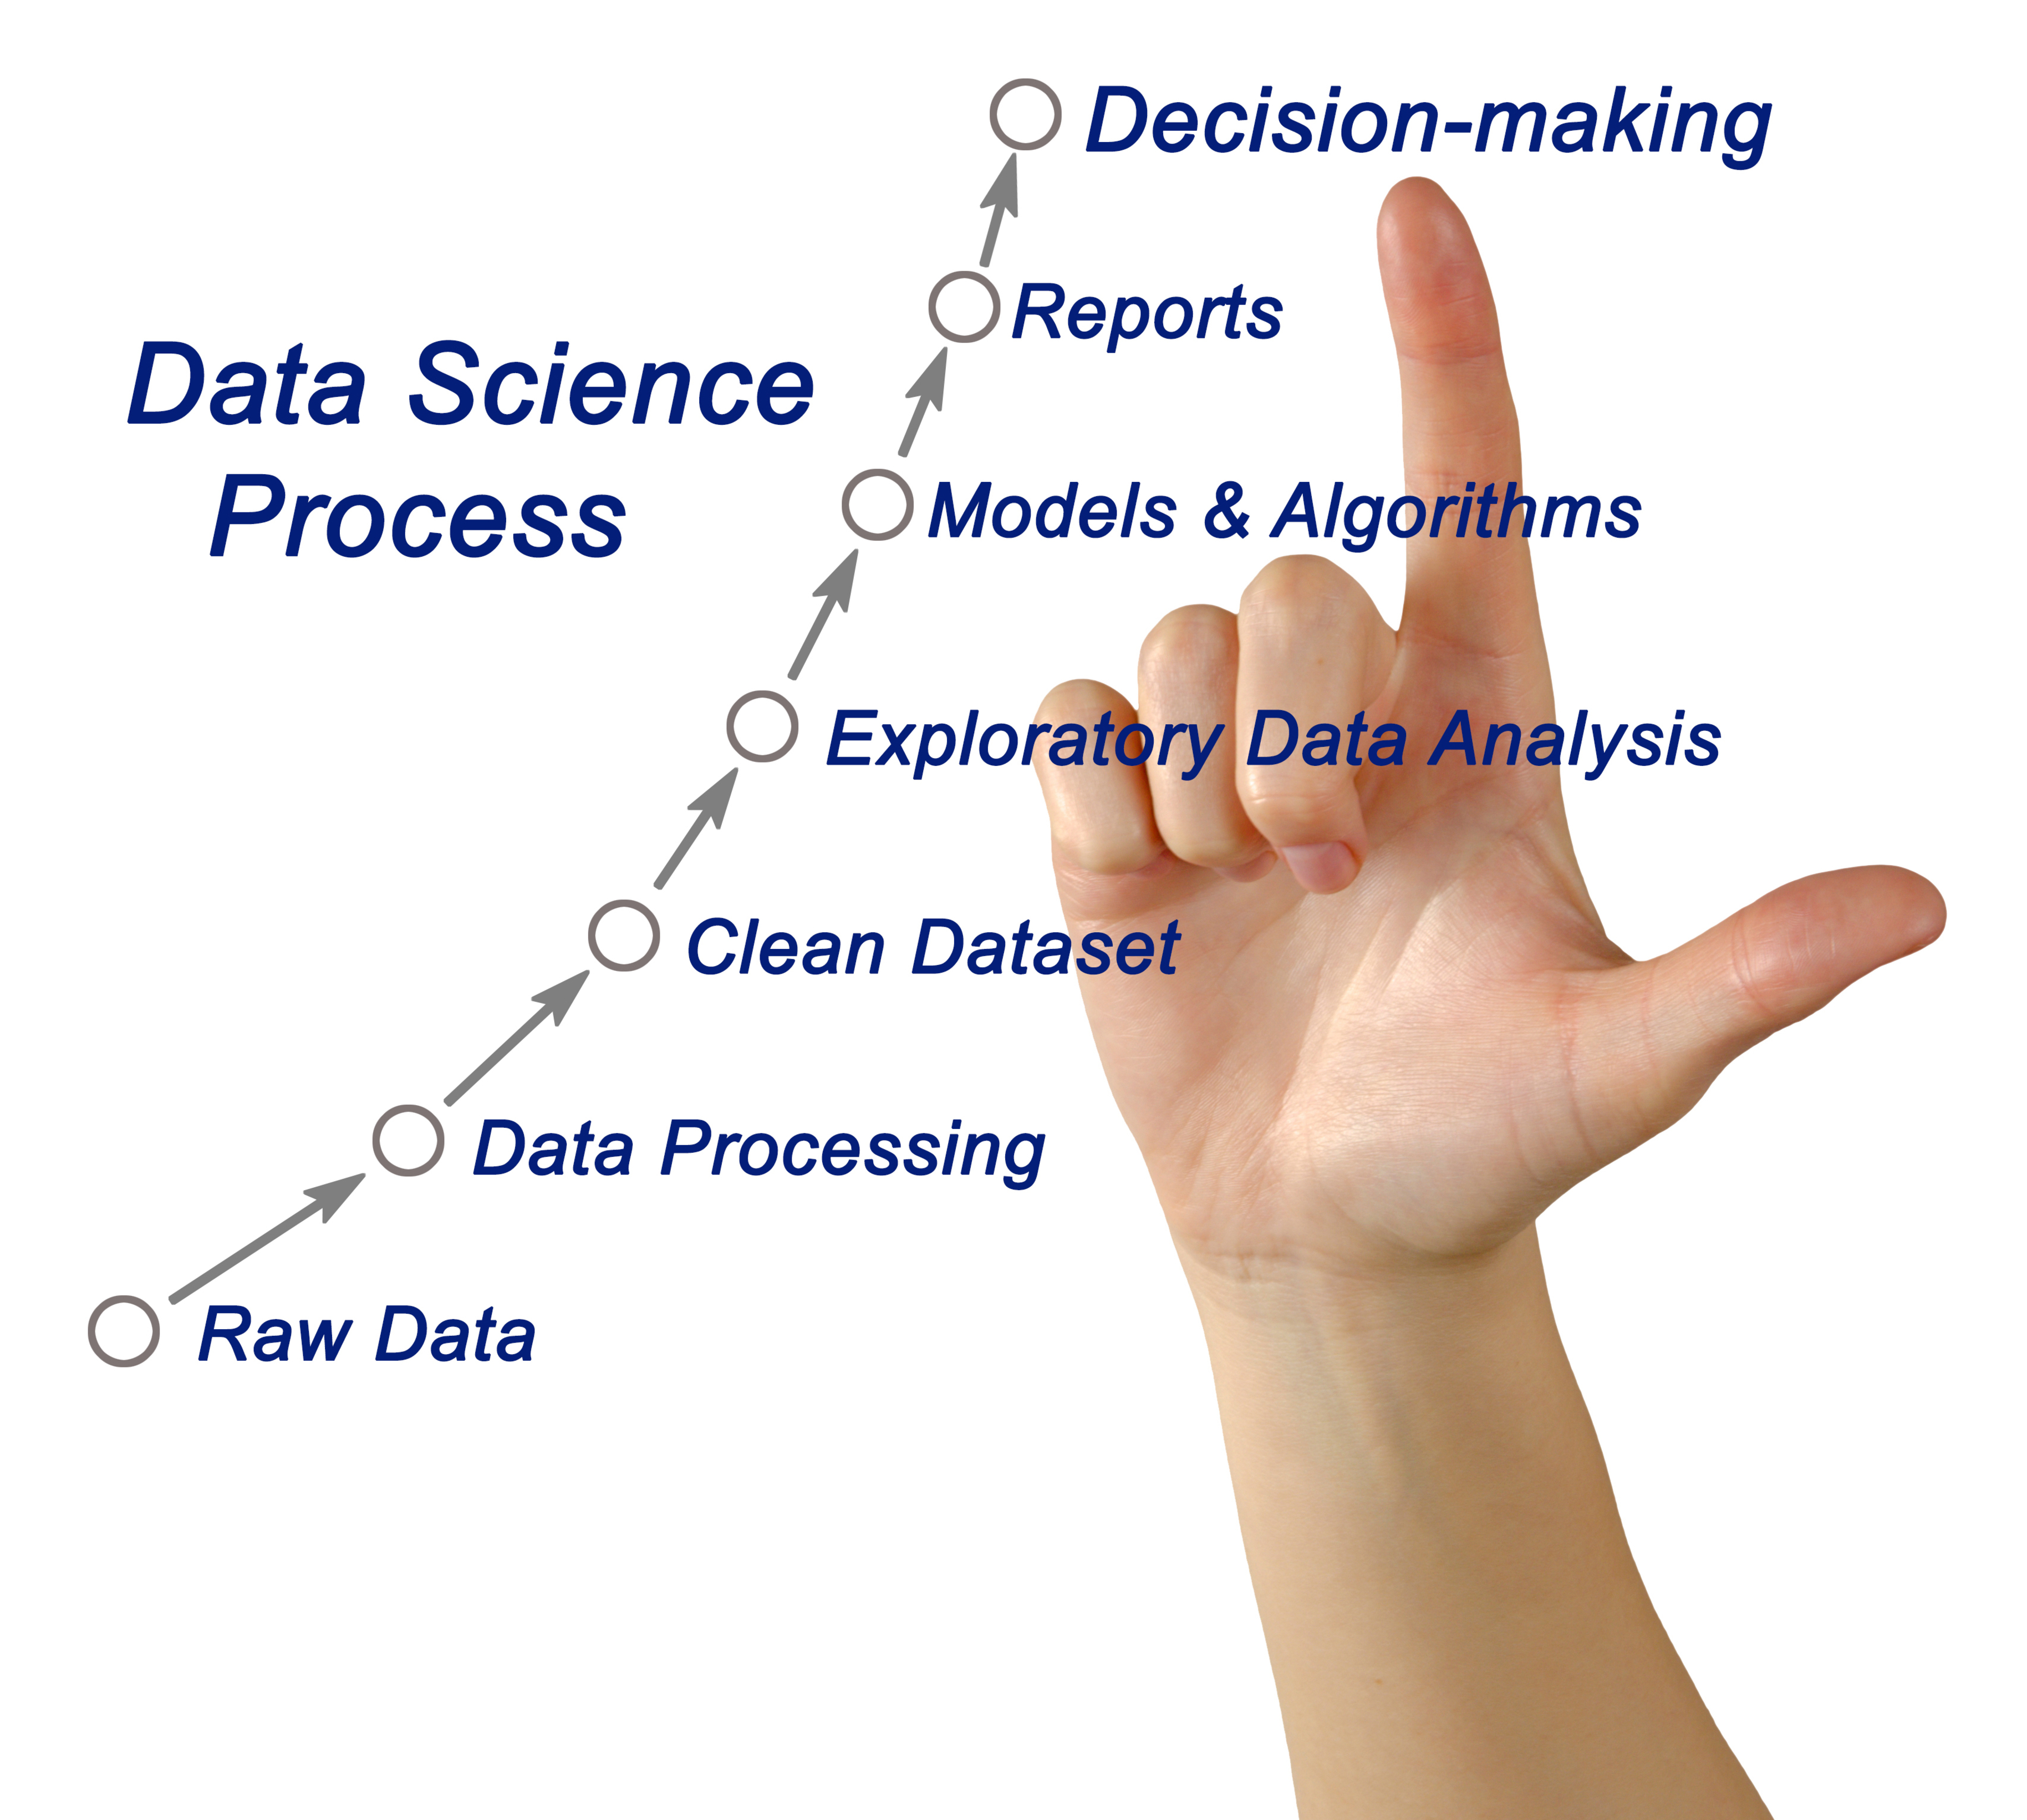 Decision-making
Reports
Data Science
Process
Models & Algorithms
Exploratory Data Analysis
Clean Dataset
Data Processing
Raw Data